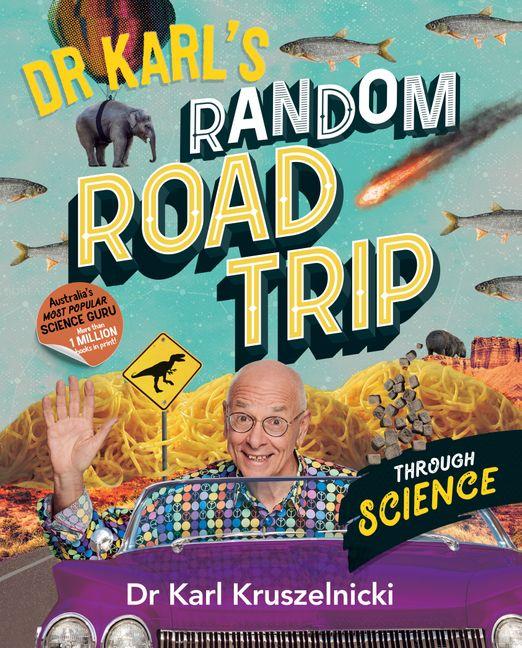 DR KARL'S
RANDOM
ROAD
TRIP
Australia's
MOST POPULAR
SCIENCE GURU
More than
1 MILLION
books in print!
THROUGH
SCIENCE
Dr Karl Kruszelnicki